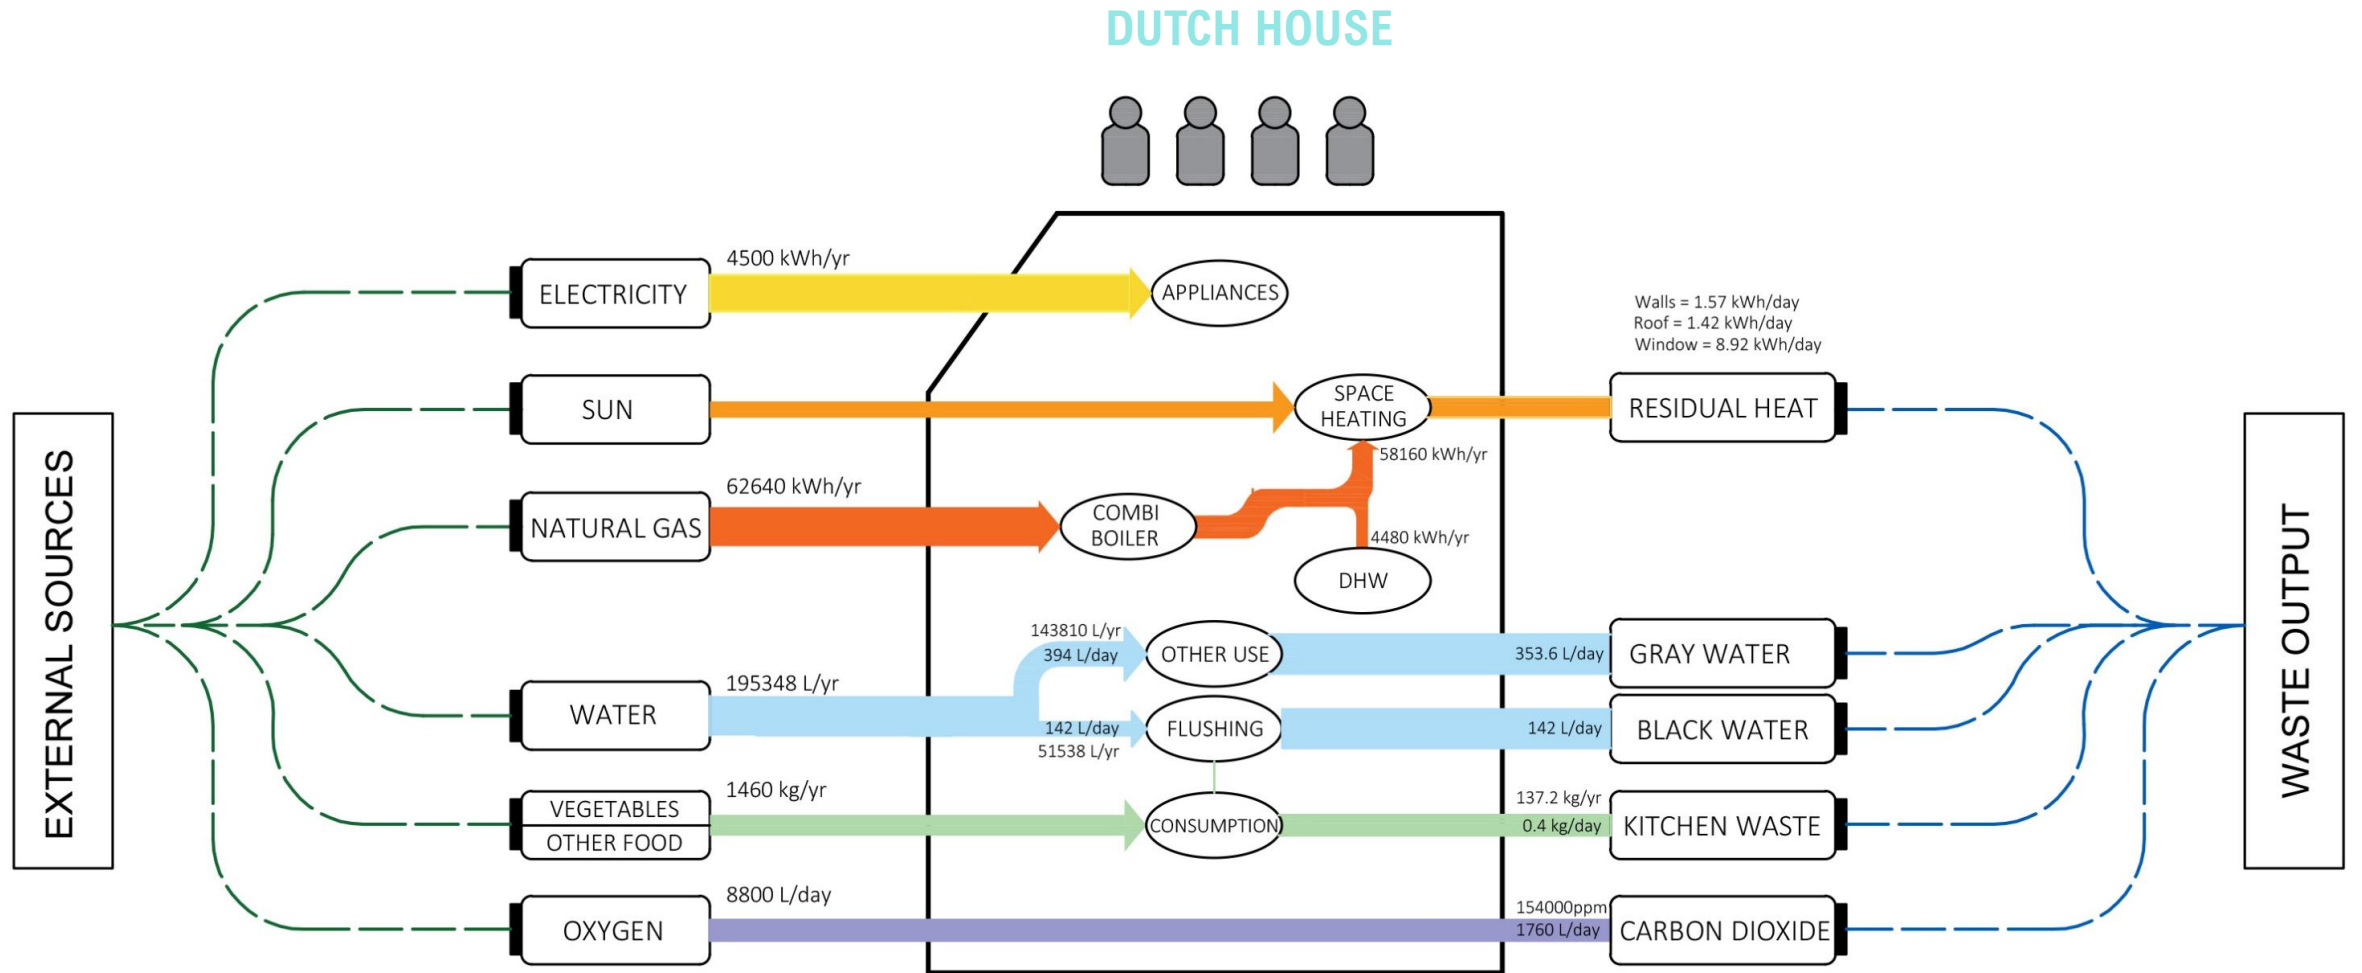 DUTCH HOUSE
EXTERNAL SOURCES
ELECTRICITY
4500 kWh/yr
APPLIANCES
Walls = 1.57 kWh/day
Roof = 1.42 kWh/day
Window = 8.92 kWh/day
SUN
SPACE
HEATING
RESIDUAL HEAT
58160 kWh/yr
NATURAL GAS
62640 kWh/yr
COMBI
BOILER
4480 kWh/yr
DHW
WATER
195348 L/yr
143810 L/yr
394 L/day
OTHER USE
353.6 L/day
GRAY WATER
142 L/day
51538 L/yr
FLUSHING
142 L/day
BLACK WATER
VEGETABLES
OTHER FOOD
1460 kg/yr
CONSUMPTION
137.2 kg/yr
0.4 kg/day
KITCHEN WASTE
OXYGEN
8800 L/day
154000ppm
1760 L/day
CARBON DIOXIDE
WASTE OUTPUT